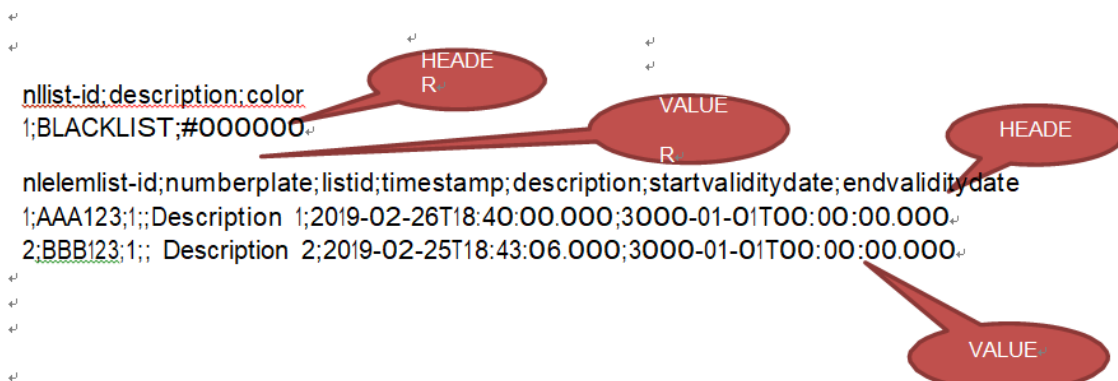 HEADE
R
nllist-id;description;color
1;BLACKLIST;#000000
VALUE
R
HEADE
nlelemlist-id;numberplate;listid;timestamp;description;startvaliditydate;endvaliditydate
1;AAA123;1;;Description 1;2019-02-26T18:40:00.000;3000-01-01T00:00:00.000
2;BBB123;1;; Description 2;2019-02-25T18:43:06.000;3000-01-01T00:00:00.000
VALUE